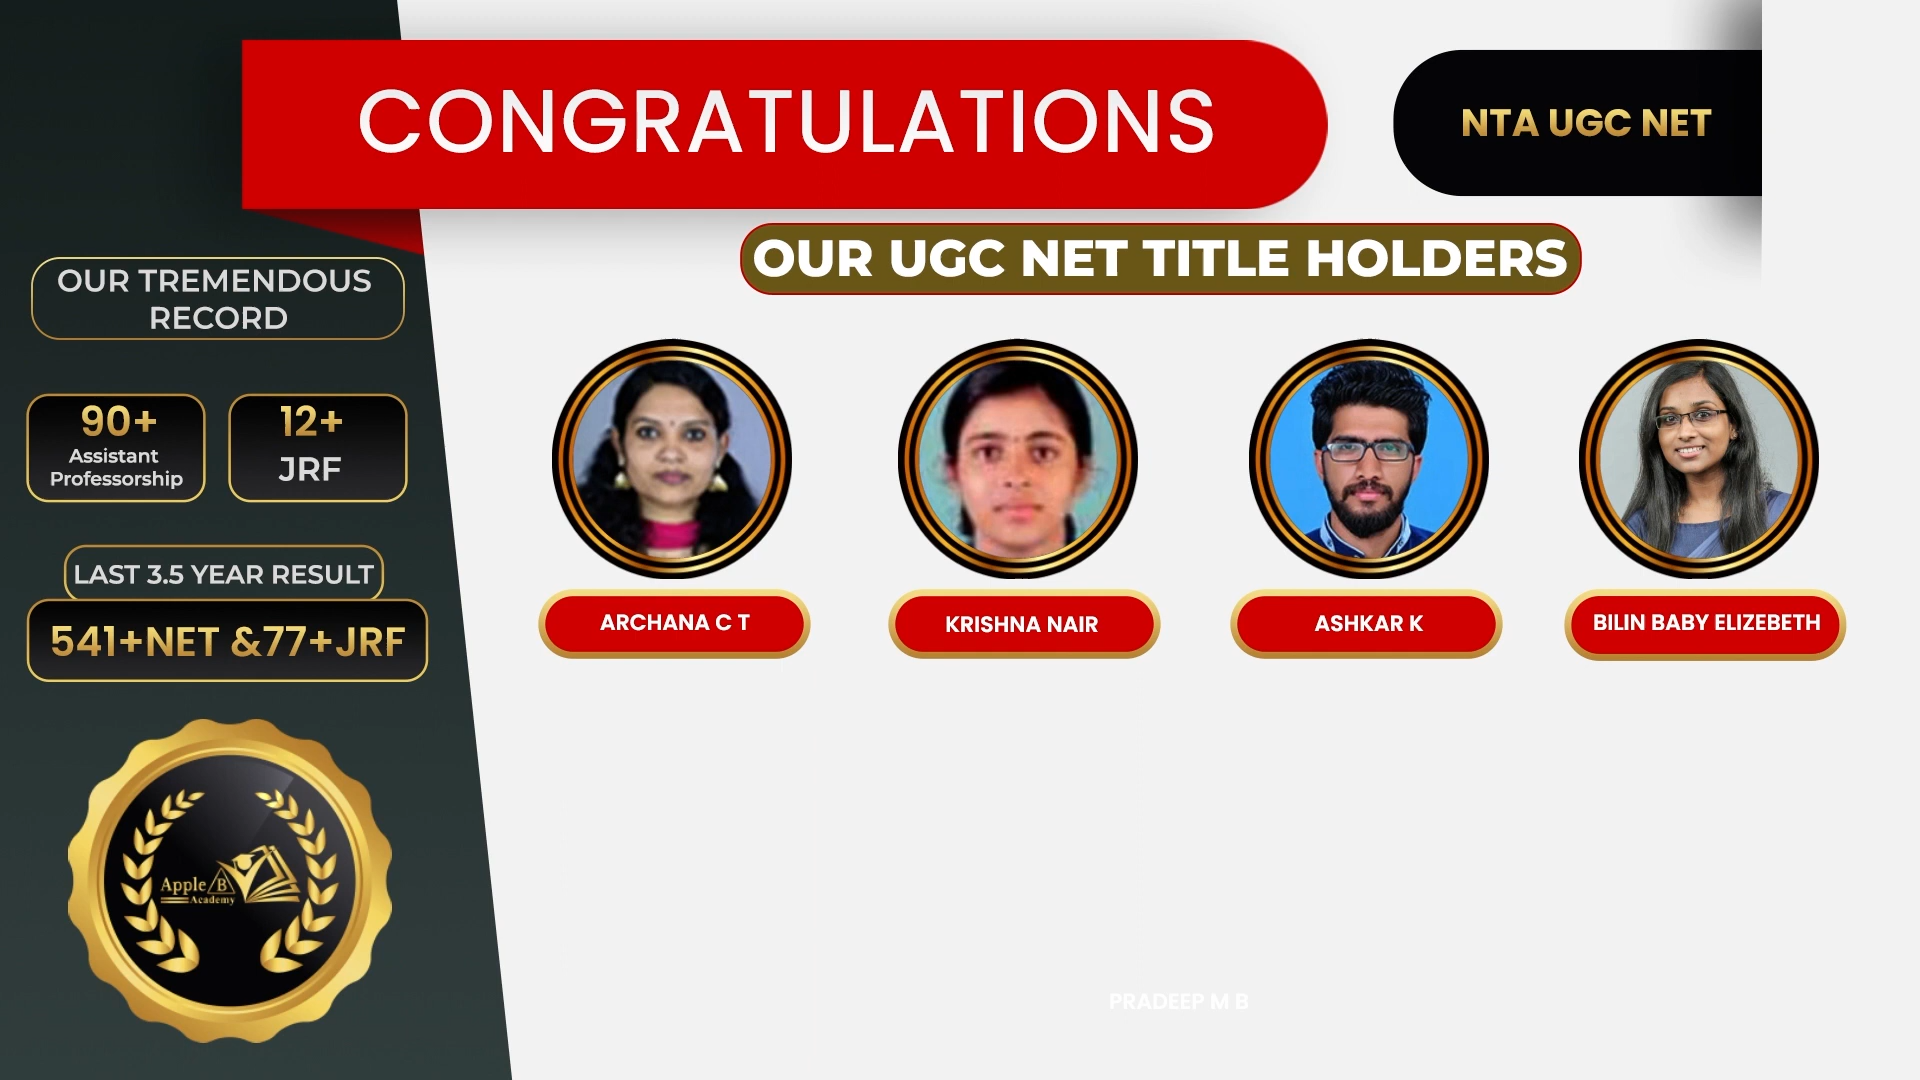 CONGRATULATIONS
NTA UGC NET
OUR UGC NET TITLE HOLDERS
OUR TREMENDOUS
RECORD
90+
Assistant
Professorship
12+
JRF
LAST 3.5 YEAR RESULT
541+NET &77+JRF
Apple B
Academy
ARCHANA C T
KRISHNA NAIR
ASHKAR K
BILIN BABY ELIZEBETH
PRADEEP M B